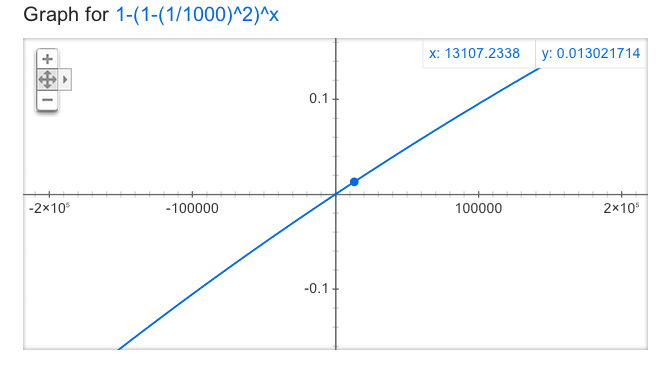 Graph for 1-(1-(1/1000)^2)^x
x: 13107.2338 y: 0.013021714
0.1
-2×10⁵ -100000 100000 2×10⁵
-0.1